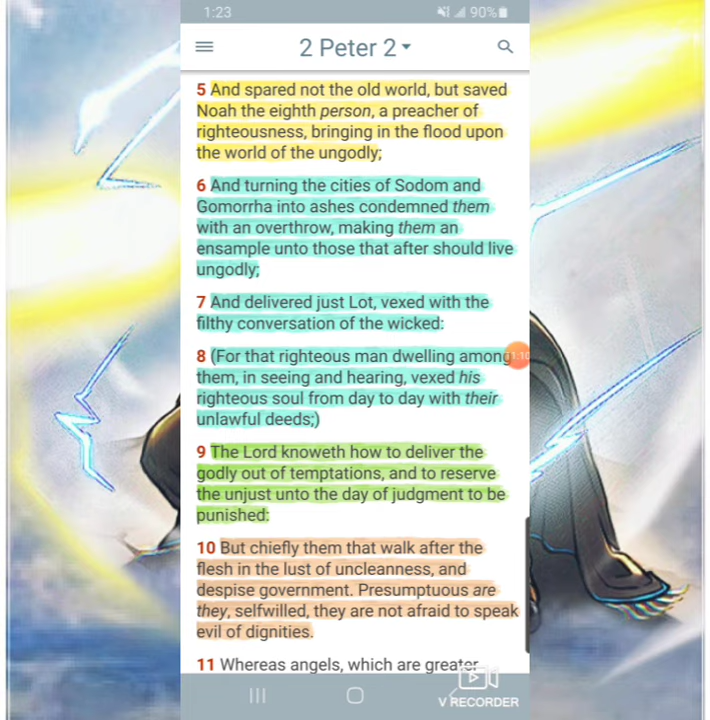 1:23
90%
2 Peter 2
5 And spared not the old world, but saved
Noah the eighth person, a preacher of
righteousness, bringing in the flood upon
the world of the ungodly;
6 And turning the cities of Sodom and
Gomorrha into ashes condemned them
with an overthrow, making them an
ensample unto those that after should live
ungodly;
7 And delivered just Lot, vexed with the
filthy conversation of the wicked:
8 (For that righteous man dwelling among
1:10
them, in seeing and hearing, vexed his
righteous soul from day to day with their
unlawful deeds;)
9 The Lord knoweth how to deliver the
godly out of temptations, and to reserve
the unjust unto the day of judgment to be
punished:
10 But chiefly them that walk after the
flesh in the lust of uncleanness, and
despise government. Presumptuous are
they, selfwilled, they are not afraid to speak
evil of dignities.
11 Whereas angels, which are greater
V RECORDER